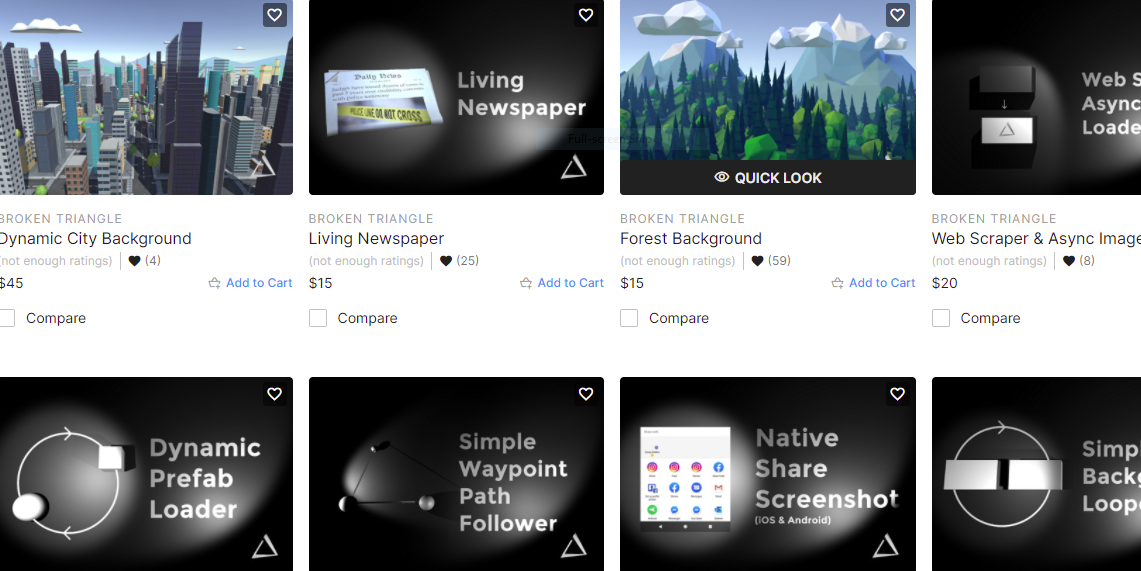 Daily News
POLICE LINE DO NOT CROSS
Living
Newspaper
Web S
Async
Loade
QUICK LOOK
BROKEN TRIANGLE
Dynamic City Background
(not enough ratings)
(4)
$45
Add to Cart
Compare
BROKEN TRIANGLE
Living Newspaper
(not enough ratings)
(25)
$15
Add to Cart
Compare
BROKEN TRIANGLE
Forest Background
(not enough ratings)
(59)
$15
Add to Cart
Compare
BROKEN TRIANGLE
Web Scraper & Async Image
(not enough ratings)
(8)
$20
Compare
Dynamic
Prefab
Loader
Simple
Waypoint
Path
Follower
Native
Share
Screenshot
(iOS & Android)
Simp
Backg
Loope